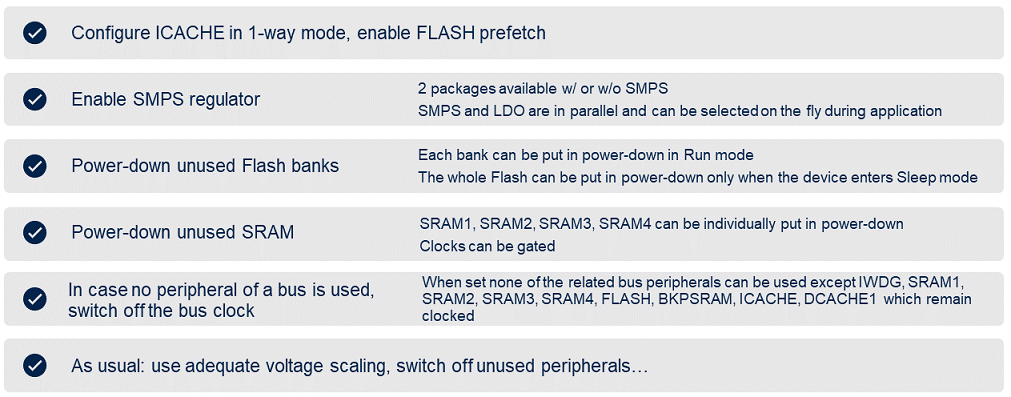 Configure ICACHE in 1-way mode, enable FLASH prefetch
Enable SMPS regulator
2 packages available w/ or w/o SMPS
SMPS and LDO are in parallel and can be selected on the fly during application
Power-down unused Flash banks
Each bank can be put in power-down in Run mode
The whole Flash can be put in power-down only when the device enters Sleep mode
Power-down unused SRAM
SRAM1, SRAM2, SRAM3, SRAM4 can be individually put in power-down
Clocks can be gated
In case no peripheral of a bus is used,
switch off the bus clock
When set none of the related bus peripherals can be used except IWDG, SRAM1,
SRAM2, SRAM3, SRAM4, FLASH, BKPSRAM, ICACHE, DCACHE1 which remain
clocked
As usual: use adequate voltage scaling, switch off unused peripherals…